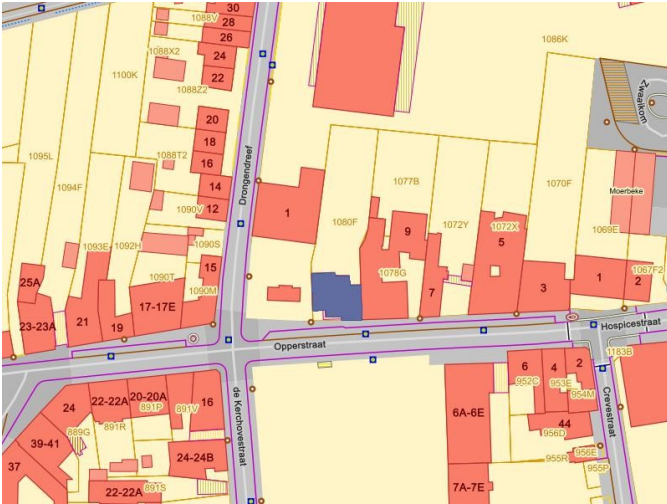 30
1088V
28
26
1086K
1088X2
24
22
1100K
1088Z2
Zwaaikom
20
1088T2
18
16
1095L
1094F
14
12
1090V
Drongendreef
1
1080F
1077B
1072Y
1072X
1070F
Moerbeke
1069E
9
5
1093E
1092H
1090S
15
1090T
1090M
1078G
7
3
1
2
1067F2
25A
23-23A
21
19
17-17E
Opperstraat
Hospicestraat
1183B
Crevestraat
de Kerchovestraat
24
22-22A
20-20A
891P
891V
16
891R
889G
39-41
37
24-24B
22-22A
891S
6
952C
4
953E
2
954M
6A-6E
44
956D
955R
956E
955P
7A-7E